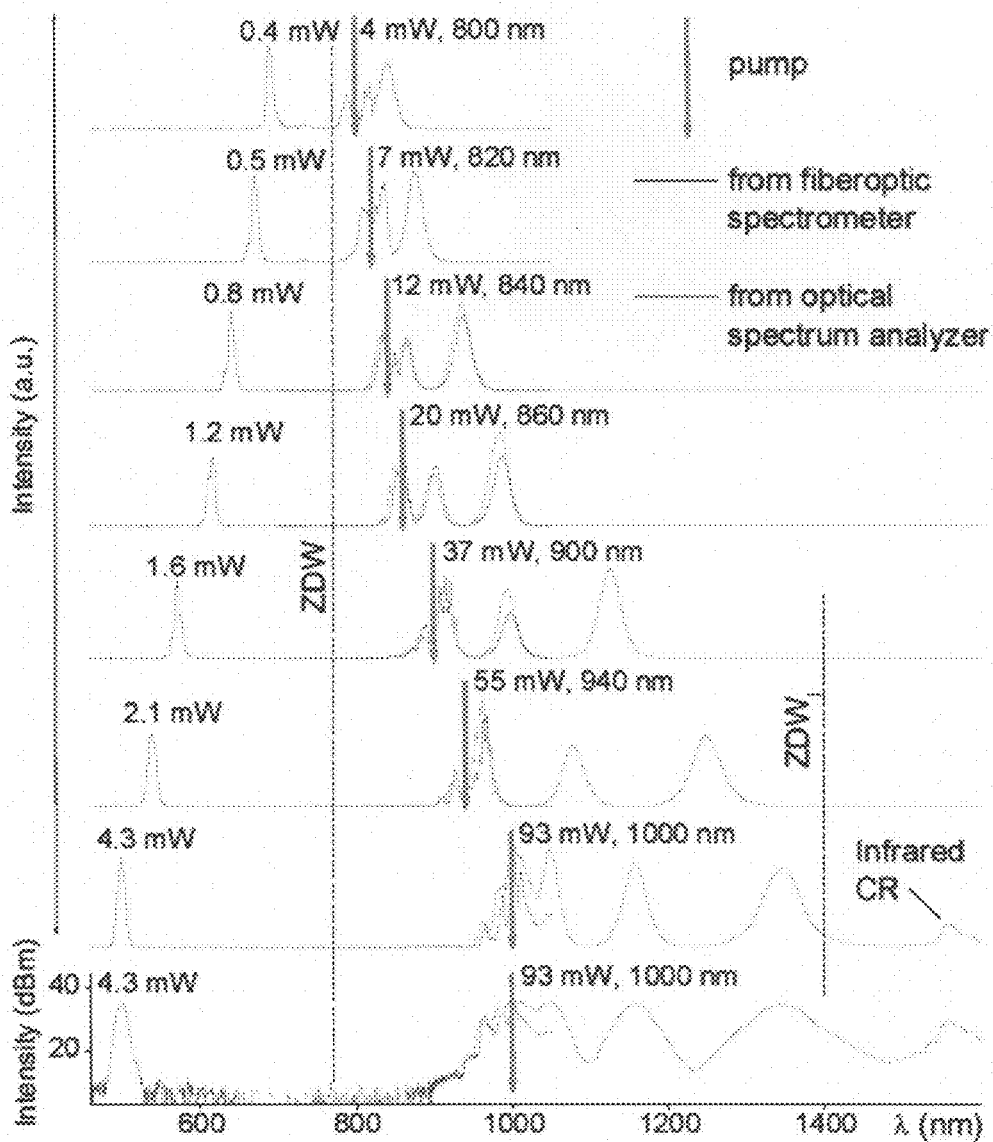 0.4 mW
4 mW, 800 nm
pump
0.5 mW
7 mW, 820 nm
from fiberoptic
spectrometer
0.8 mW
12 mW, 840 nm
from optical
spectrum analyzer
Intensity (a.u.)
1.2 mW
20 mW, 860 nm
ZDW
1.6 mW
37 mW, 900 nm
2.1 mW
55 mW, 940 nm
ZDW
4.3 mW
93 mW, 1000 nm
Infrared
CR
Intensity (dBm)
40
20
4.3 mW
93 mW, 1000 nm
600
800
1000
1200
1400
λ (nm)